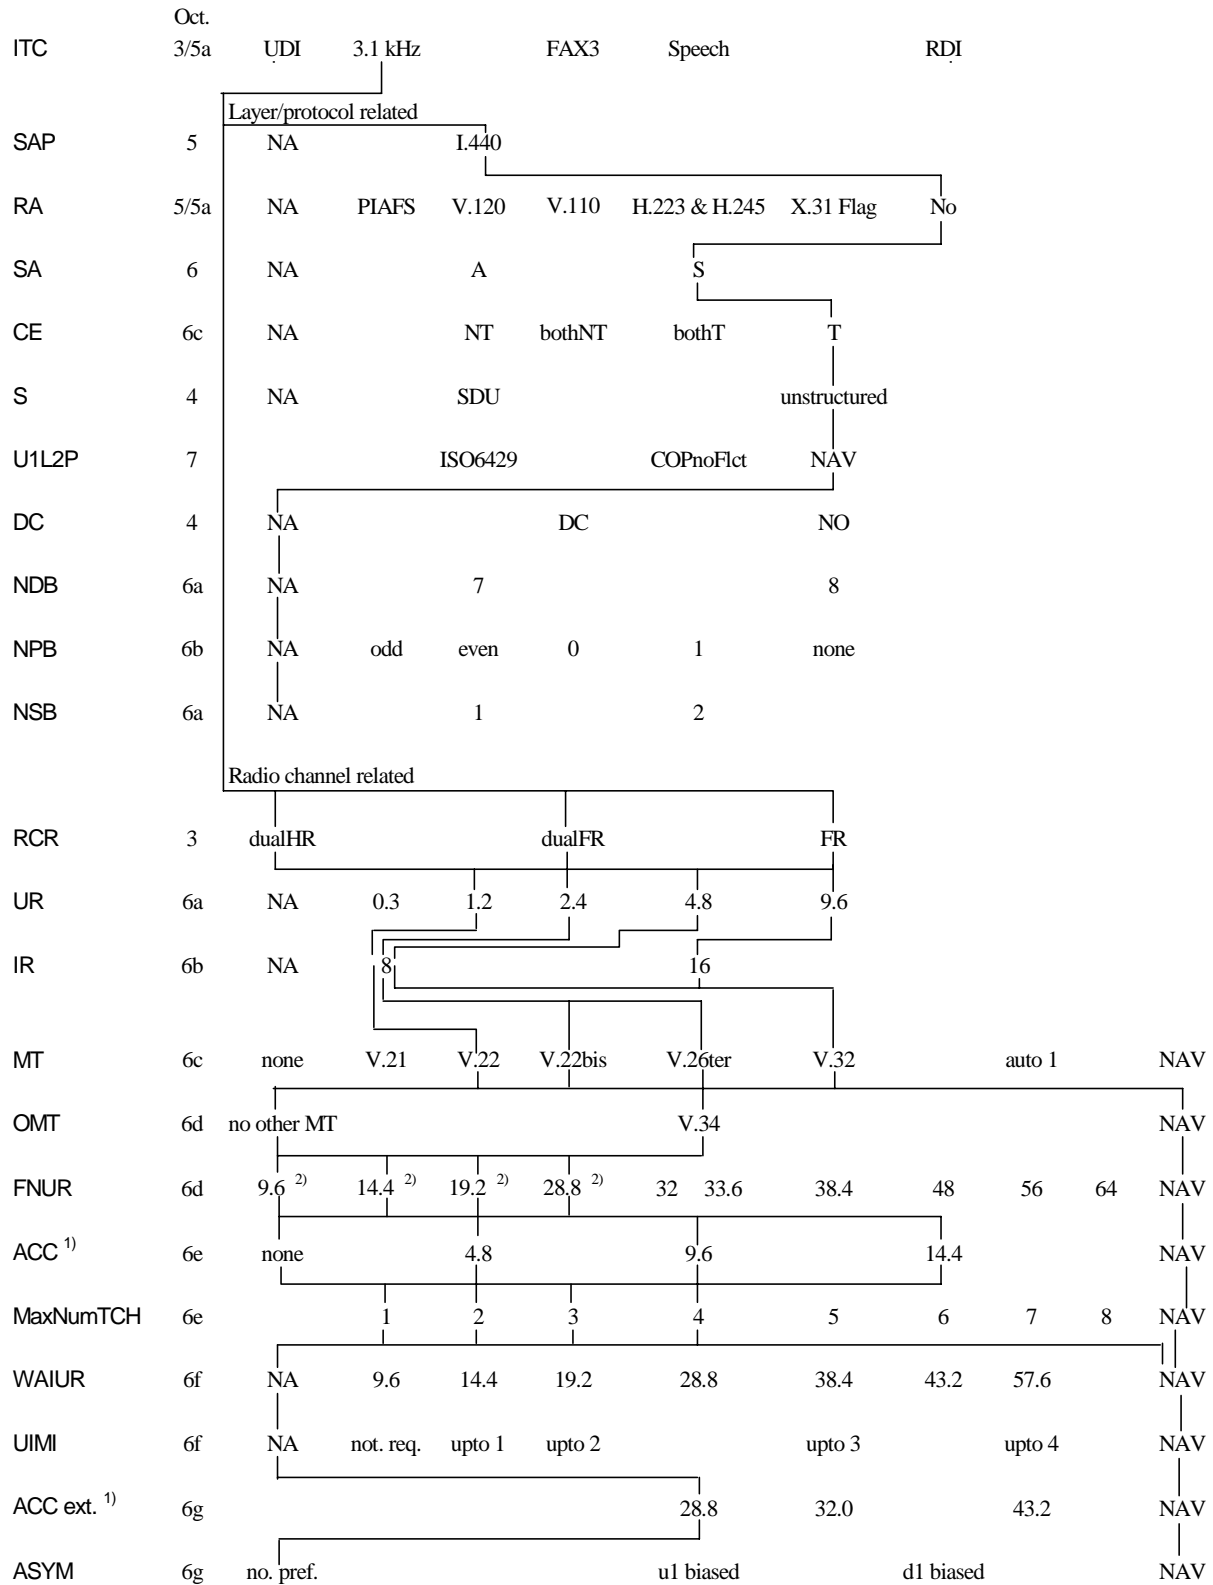 Oct.
ITC 3/5a UDI 3.1 kHz FAX3 Speech RDI
Layer/protocol related
SAP 5 NA I.440
RA 5/5a NA PIAFS V.120 V.110 H.223 & H.245 X.31 Flag No
SA 6 NA A S
CE 6c NA NT bothNT bothT T
S 4 NA SDU unstructured
U1L2P 7 ISO6429 COPnoFlct NAV
DC 4 NA DC NO
NDB 6a NA 7 8
NPB 6b NA odd even 0 1 none
NSB 6a NA 1 2
Radio channel related
RCR 3 dualHR dualFR FR
UR 6a NA 0.3 1.2 2.4 4.8 9.6
IR 6b NA 8 16
MT 6c none V.21 V.22 V.22bis V.26ter V.32 auto 1 NAV
OMT 6d no other MT V.34 NAV
FNUR 6d 9.6 2) 14.4 2) 19.2 2) 28.8 2) 32 33.6 38.4 48 56 64 NAV
ACC 1) 6e none 4.8 9.6 14.4 NAV
MaxNumTCH 6e 1 2 3 4 5 6 7 8 NAV
WAIUR 6f NA 9.6 14.4 19.2 28.8 38.4 43.2 57.6 NAV
UIMI 6f NA not. req. upto 1 upto 2 upto 3 upto 4 NAV
ACC ext. 1) 6g 28.8 32.0 43.2 NAV
ASYM 6g no. pref. u1 biased d1 biased NAV